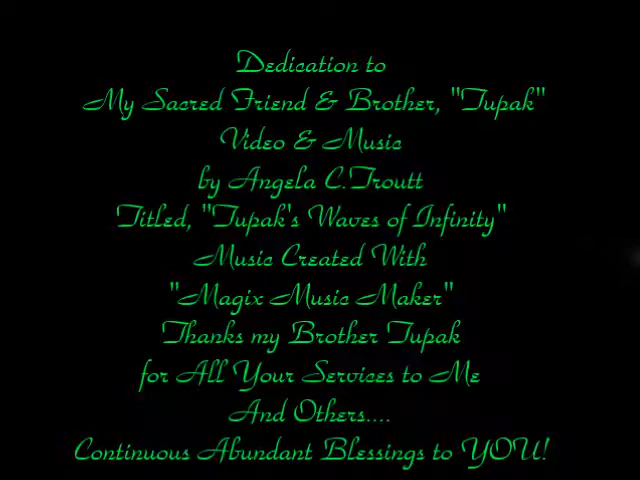 Dedication to
My Sacred Friend & Brother, "Tupak"
Video & Music
by Angela C.Troutt
Titled, "Tupak's Waves of Infinity"
Music Created With
"Magix Music Maker"
Thanks my Brother Tupak
for All Your Services to Me
And Others....
Continuous Abundant Blessings to YOU!